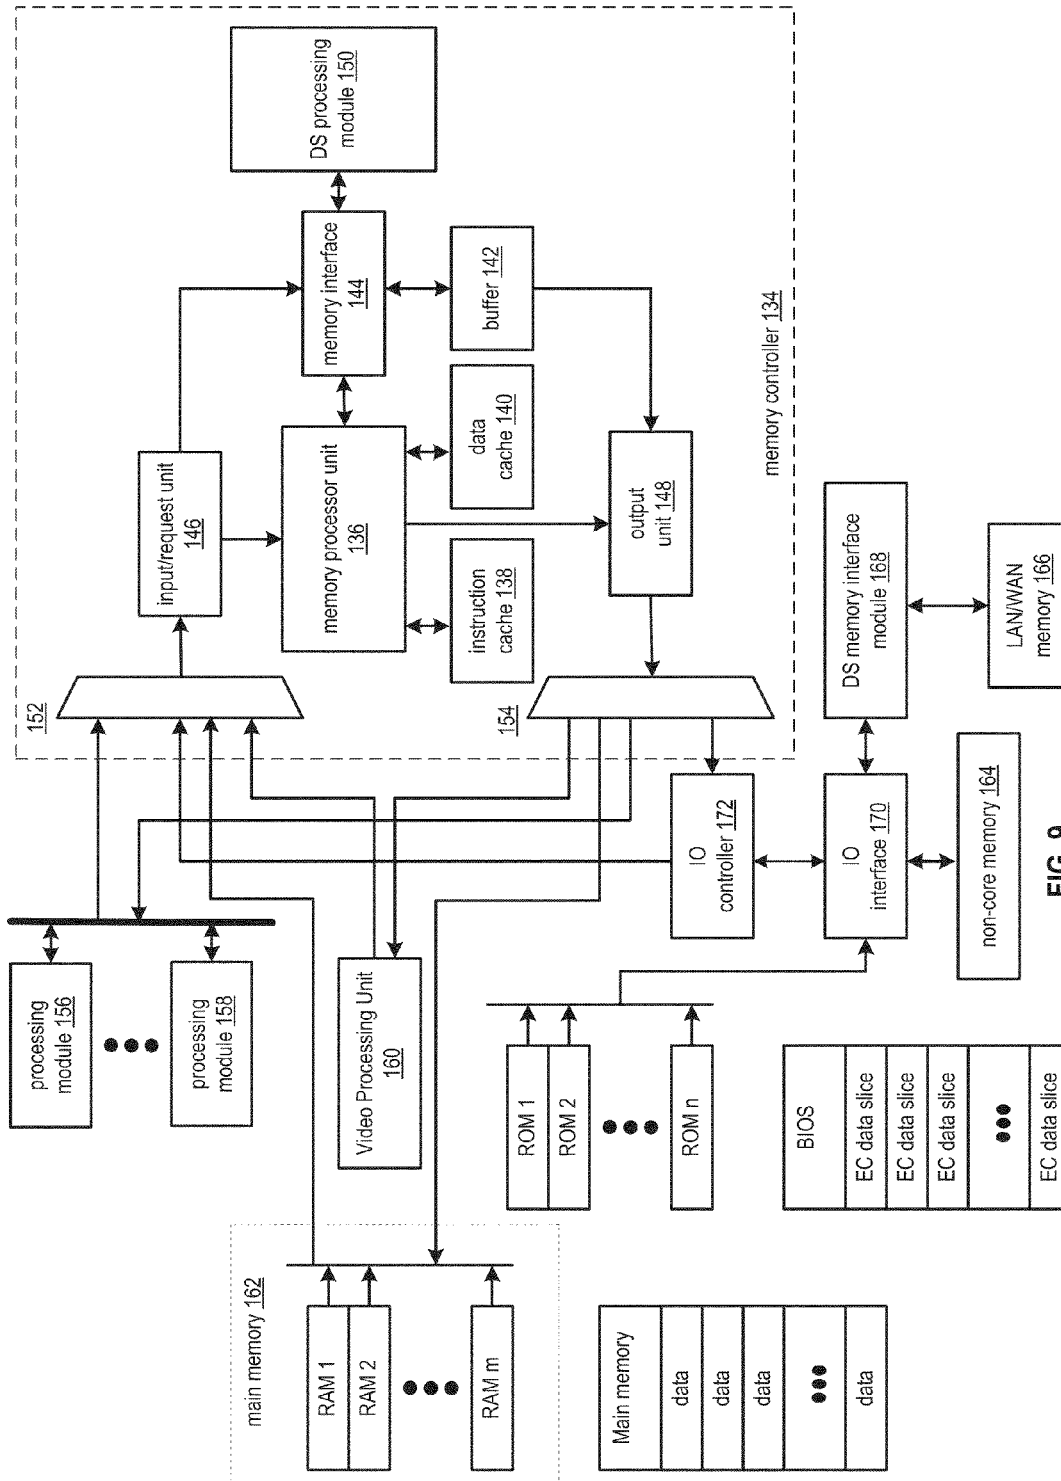 main memory 162
RAM 1
RAM 2
RAM m
Main memory
data
data
data
data
processing
module 156
processing
module 158
Video Processing Unit
160
ROM 1
ROM 2
ROM n
BIOS
EC data slice
EC data slice
EC data slice
EC data slice
152
input/request unit
146
memory processor unit
136
memory interface
144
DS processing
module 150
instruction
cache 138
data
cache 140
buffer 142
154
output
unit 148
memory controller 134
IO
controller 172
IO
interface 170
DS memory interface
module 168
non-core memory 164
LAN/WAN
memory 166
FIG. 9